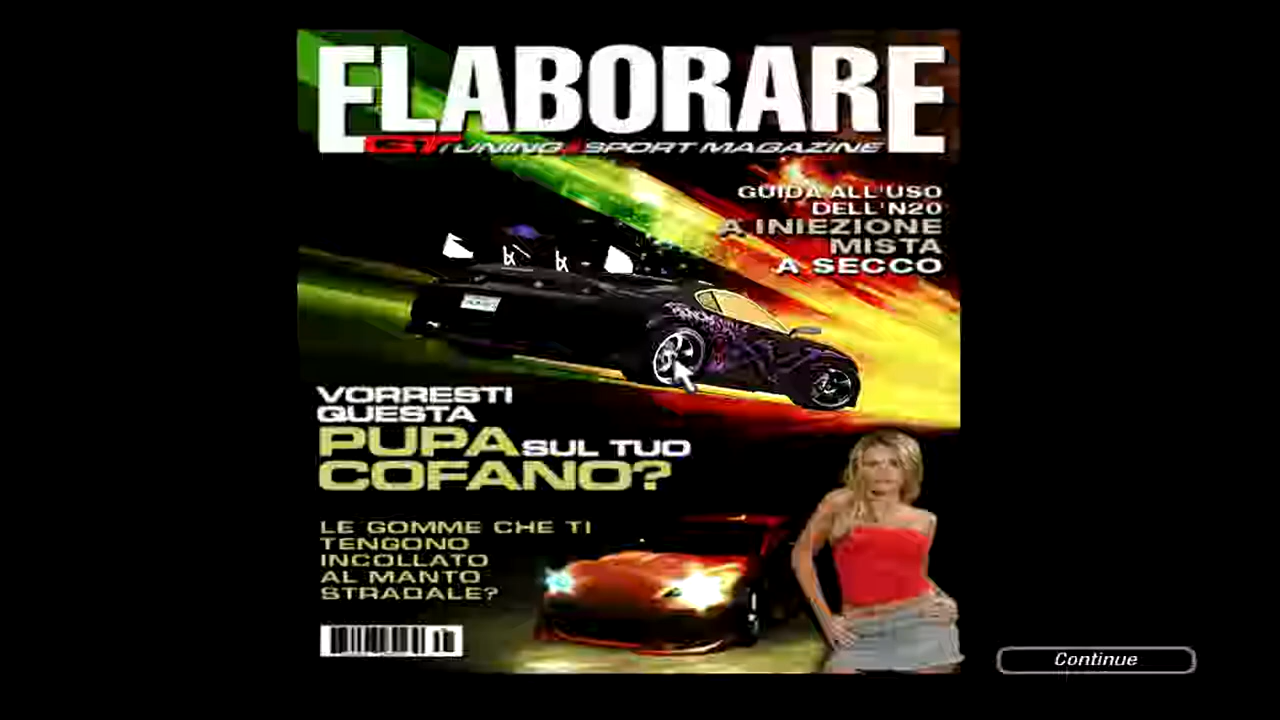 ELABORARE
GT TUNING & SPORT MAGAZINE
GUIDA ALL'USO
DELL'N20
A INIEZIONE
MISTA
A SECCO
VORRESTI
QUESTA
PUPA SUL TUO
COFANO?
LE GOMME CHE TI
TENGONO
INCOLLATO
AL MANTO
STRADALE?
Continue